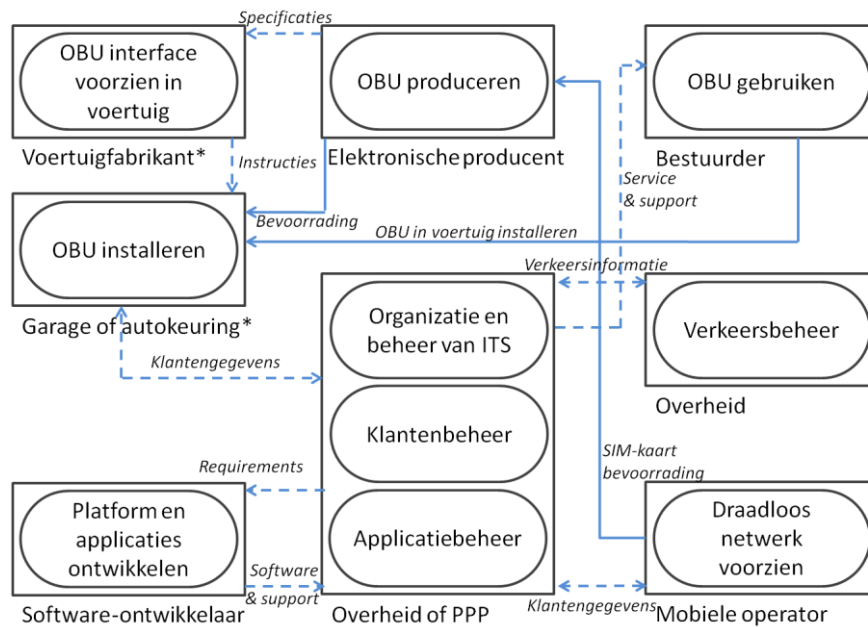 Specificaties
OBU interface
voorzien in
voertuig
OBU produceren
OBU gebruiken
Voertuigfabrikant*
Instructies
Elektronische producent
Bestuurder
Service
& support
Bevoorrading
OBU in voertuig installeren
OBU installeren
Verkeersinformatie
Garage of autokeuring*
Organizatie en
beheer van ITS
Verkeersbeheer
Klantengegevens
Overheid
Klantenbeheer
SIM-kaart
bevoorrading
Requirements
Platform en
applicaties
ontwikkelen
Applicatiebeheer
Draadloos
netwerk
voorzien
Software
& support
Klantengegevens
Software-ontwikkelaar
Overheid of PPP
Mobiele operator